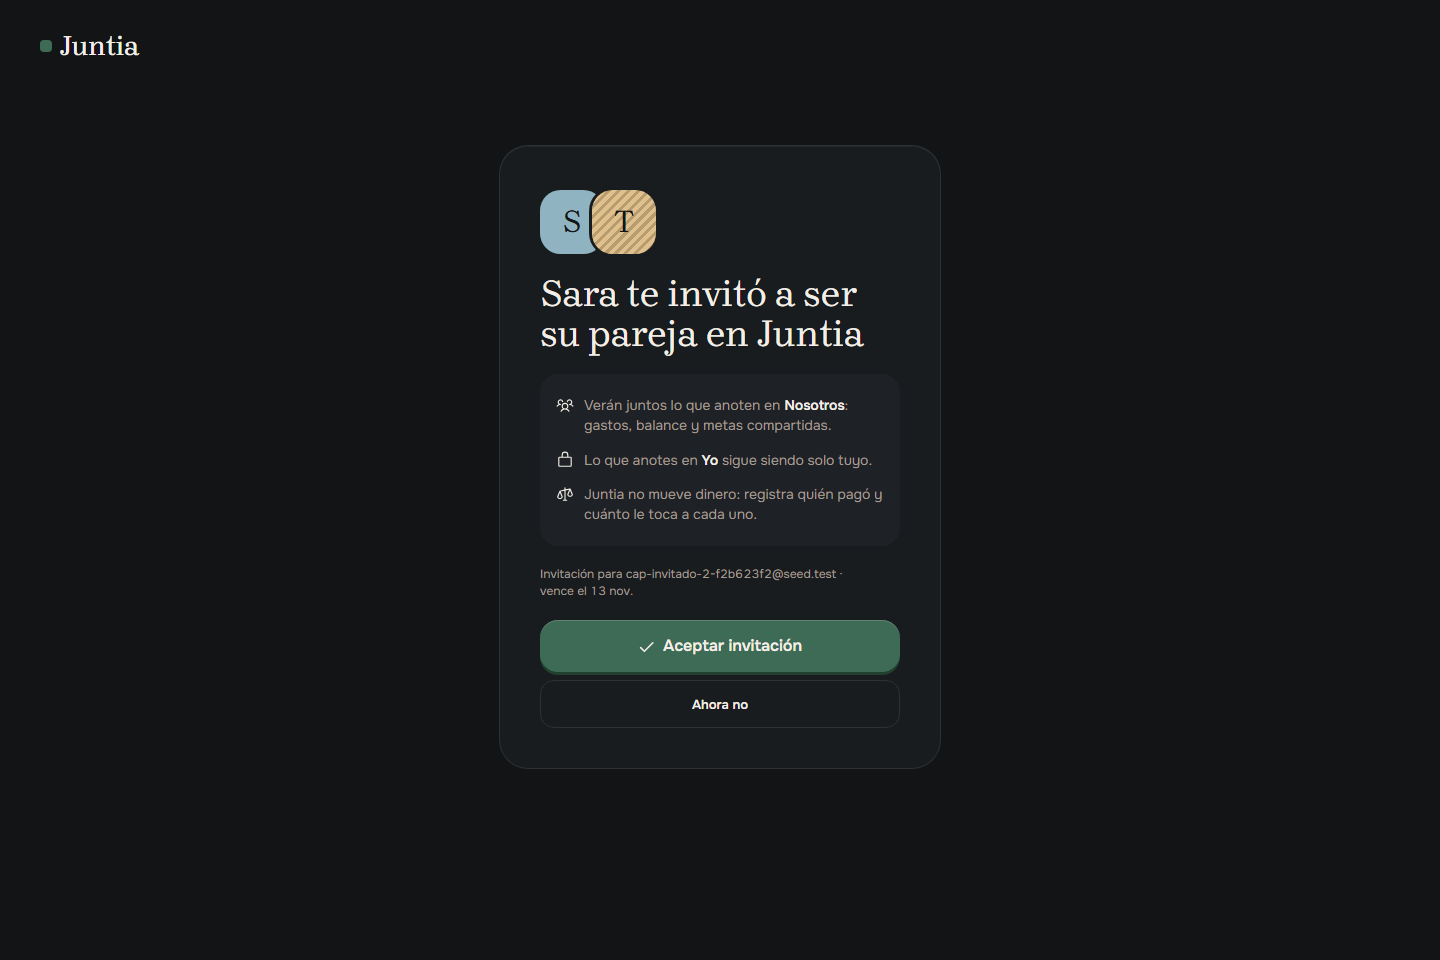 Juntia
S T
Sara te invitó a ser
su pareja en Juntia
Verán juntos lo que anoten en Nosotros:
gastos, balance y metas compartidas.
Lo que anotes en Yo sigue siendo solo tuyo.
Juntia no mueve dinero: registra quién pagó y
cuánto le toca a cada uno.
Invitación para cap-invitado-2-f2b623f2@seed.test ·
vence el 13 nov.
Aceptar invitación
Ahora no